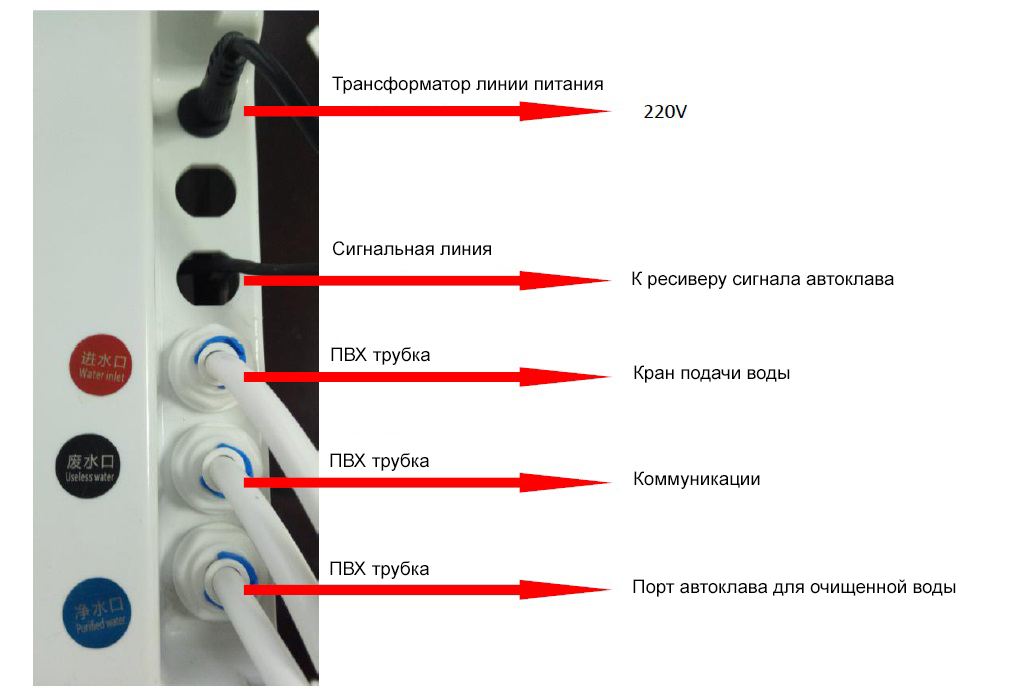 Трансформатор линии питания
220V
Сигнальная линия
К ресиверу сигнала автоклава
进水口
Water inlet
ПВХ трубка
Кран подачи воды
废水口
Useless water
ПВХ трубка
Коммуникации
净水口
Purified water
ПВХ трубка
Порт автоклава для очищенной воды